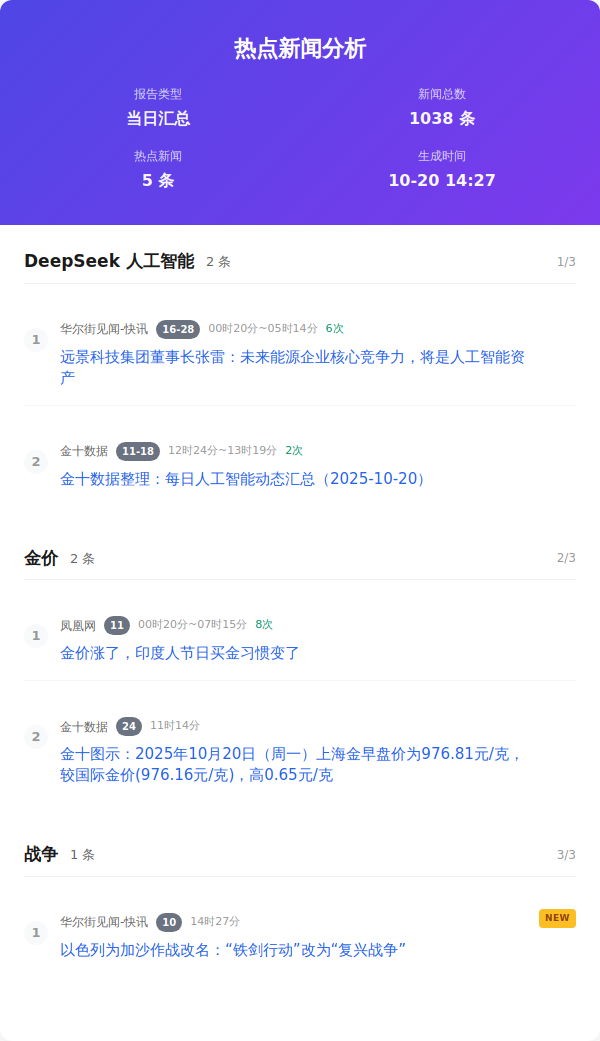 热点新闻分析
报告类型
当日汇总
新闻总数
1038 条
热点新闻
5 条
生成时间
10-20 14:27
DeepSeek 人工智能 2 条 1/3
1
华尔街见闻-快讯 16-28 00时20分~05时14分 6次
远景科技集团董事长张雷：未来能源企业核心竞争力，将是人工智能资
产
2
金十数据 11-18 12时24分~13时19分 2次
金十数据整理：每日人工智能动态汇总（2025-10-20）
金价 2 条 2/3
1
凤凰网 11 00时20分~07时15分 8次
金价涨了，印度人节日买金习惯变了
2
金十数据 24 11时14分
金十图示：2025年10月20日（周一）上海金早盘价为976.81元/克，
较国际金价(976.16元/克)，高0.65元/克
战争 1 条 3/3
1
华尔街见闻-快讯 10 14时27分 NEW
以色列为加沙作战改名：“铁剑行动”改为“复兴战争”